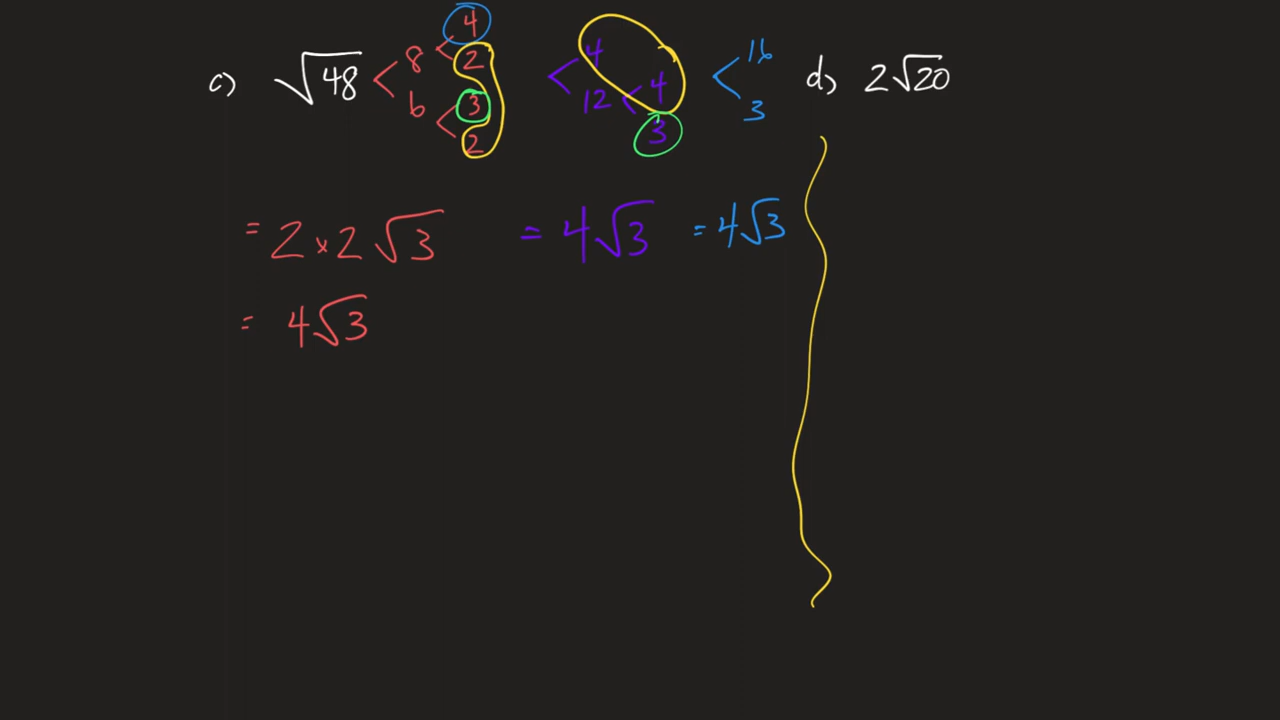 c) √48 < 8 < 4 2 6 < 3 2 < 4 12 < 4 3 < 16 3
d) 2√20
= 2 × 2 √3 = 4√3 = 4√3
= 4√3